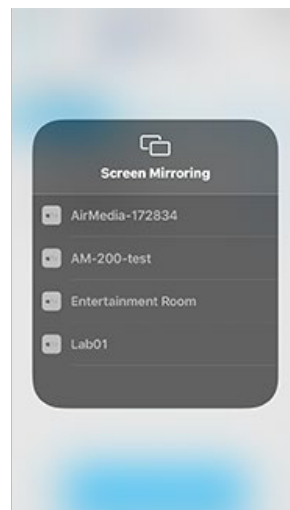 Screen Mirroring
AirMedia-172834
AM-200-test
Entertainment Room
Lab01